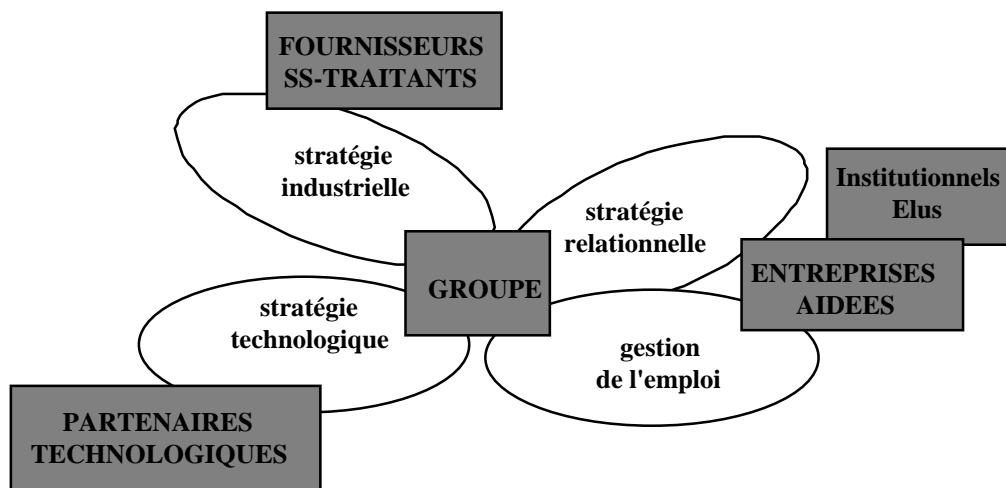 FOURNISSEURS
SS-TRAITANTS
stratégie
industrielle
stratégie
relationnelle
Institutionnels
Elus
GROUPE
ENTREPRISES
AIDEES
stratégie
technologique
gestion
de l'emploi
PARTENAIRES
TECHNOLOGIQUES